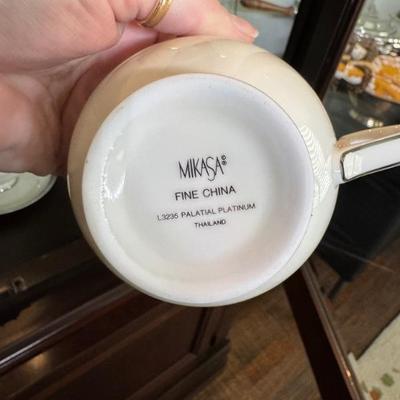 MIKASA©
FINE CHINA
L3235 PALATIAL PLATINUM
THAILAND